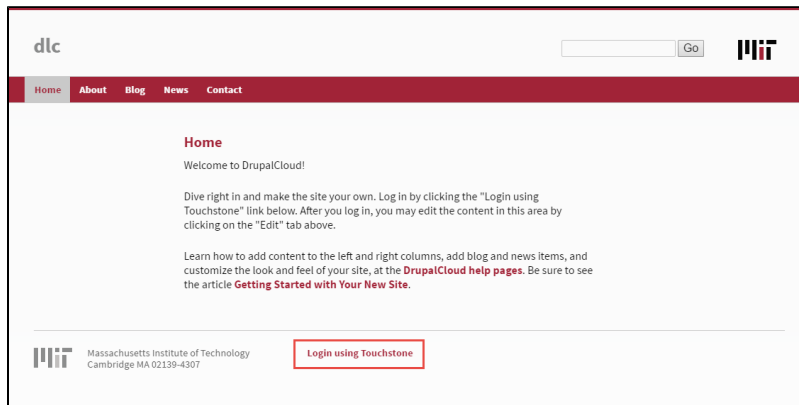 dlc
Go
MIT
Home About Blog News Contact
Home
Welcome to DrupalCloud!
Dive right in and make the site your own. Log in by clicking the "Login using
Touchstone" link below. After you log in, you may edit the content in this area by
clicking on the "Edit" tab above.
Learn how to add content to the left and right columns, add blog and news items, and
customize the look and feel of your site, at the DrupalCloud help pages. Be sure to see
the article Getting Started with Your New Site.
MIT
Massachusetts Institute of Technology
Cambridge MA 02139-4307
Login using Touchstone